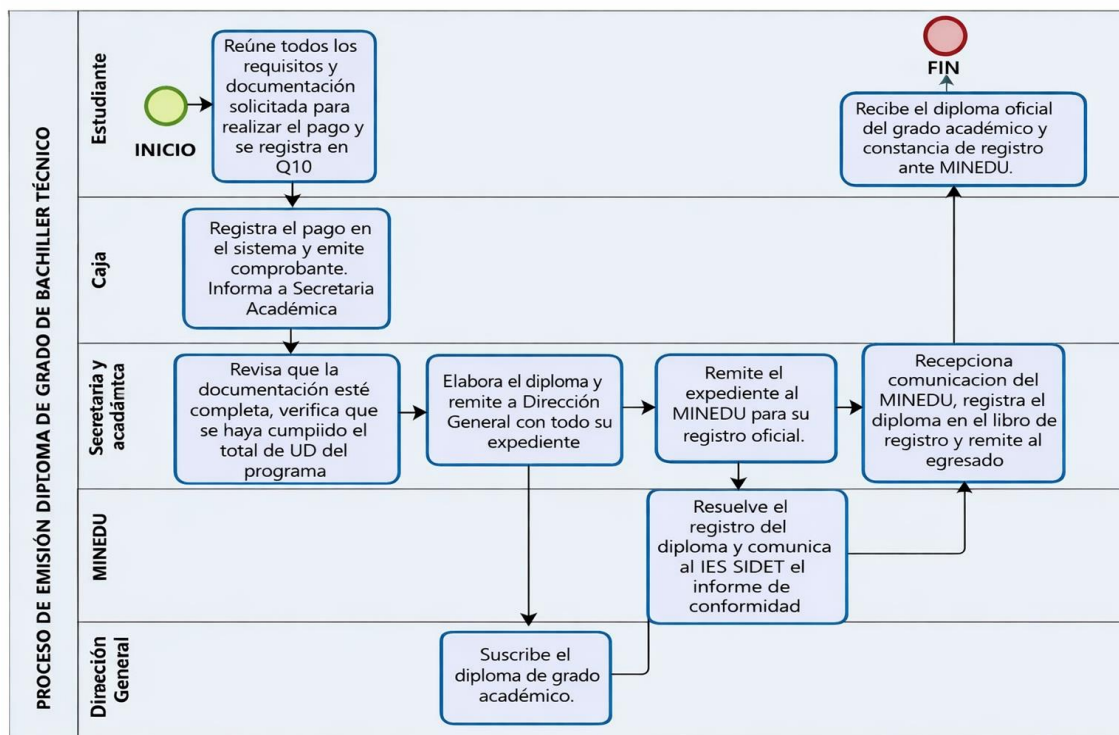 PROCESO DE EMISIÓN DIPLOMA DE GRADO DE BACHILLER TÉCNICO
Estudiante
INICIO
Reúne todos los
requisitos y
documentación
solicitada para
realizar el pago y
se registra en
Q10
FIN
Recibe el diploma oficial
del grado académico y
constancia de registro
ante MINEDU.
Caja
Registra el pago en
el sistema y emite
comprobante.
Informa a Secretaria
Académica
Secretaria y
acadámtca
Revisa que la
documentación esté
completa, verifica que
se haya cumpiido el
total de UD del
programa
Elabora el diploma y
remite a Dirección
General con todo su
expediente
Remite el
expediente al
MINEDU para su
registro oficial.
Recepciona
comunicacion del
MINEDU, registra el
diploma en el libro de
registro y remite al
egresado
MINEDU
Resuelve el
registro del
diploma y comunica
al IES SIDET el
informe de
conformidad
Dirección
General
Suscribe el
diploma de grado
académico.